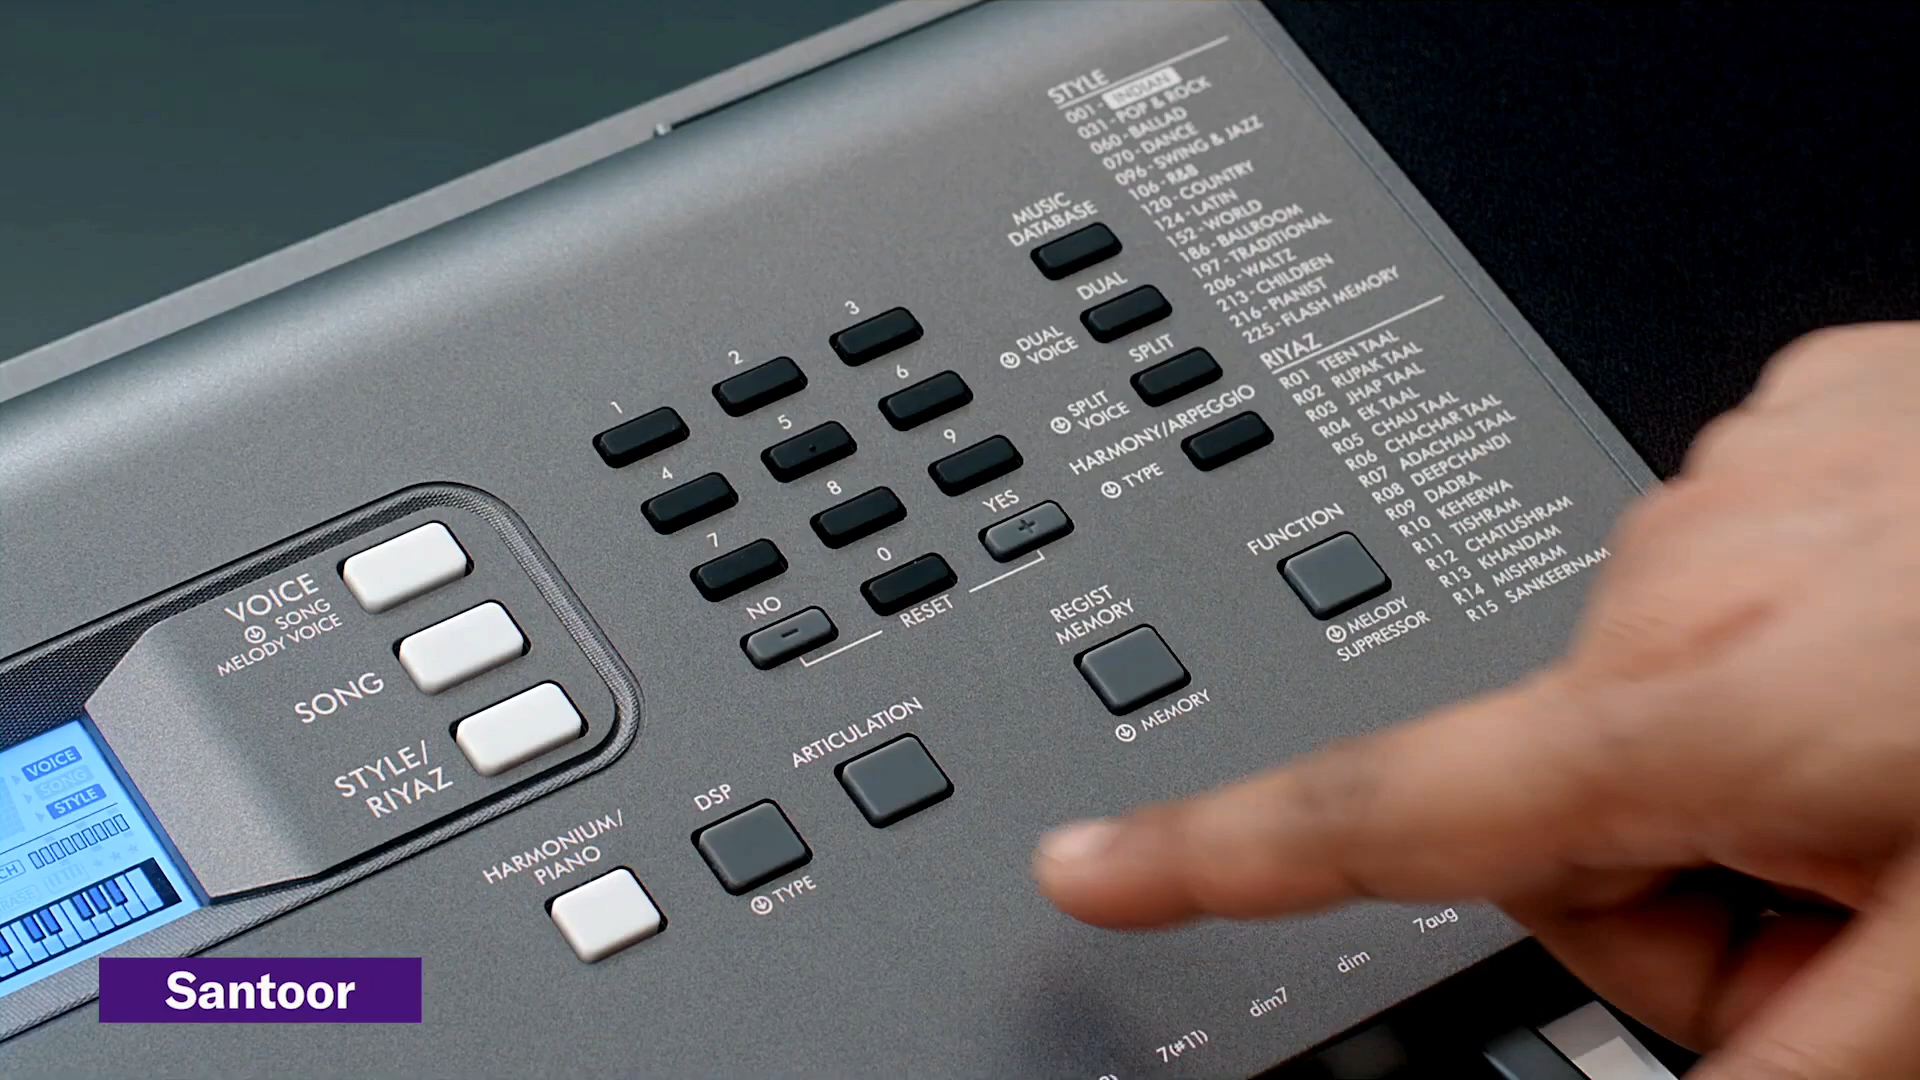 STYLE
001 - INDIAN
031 - POP & ROCK
060 - BALLAD
070 - DANCE
096 - SWING & JAZZ
106 - R&B
120 - COUNTRY
124 - LATIN
152 - WORLD
186 - BALLROOM
197 - TRADITIONAL
206 - WALTZ
213 - CHILDREN
216 - PIANIST
225 - FLASH MEMORY
RIYAZ
R01 TEEN TAAL
R02 RUPAK TAAL
R03 JHAP TAAL
R04 EK TAAL
R05 CHAU TAAL
R06 CHACHAR TAAL
R07 ADACHAU TAAL
R08 DEEPCHANDI
R09 DADRA
R10 KEHERWA
R11 TISHRAM
R12 CHATUSHRAM
R13 KHANDAM
R14 MISHRAM
R15 SANKEERNAM
MUSIC
DATABASE
DUAL
DUAL
VOICE
SPLIT
SPLIT
VOICE
HARMONY/ARPEGGIO
TYPE
1
2
3
4
5
6
7
8
9
NO
-
0
YES
+
RESET
FUNCTION
MELODY
SUPPRESSOR
REGIST
MEMORY
MEMORY
VOICE
SONG
MELODY VOICE
SONG
STYLE/
RIYAZ
ARTICULATION
DSP
TYPE
HARMONIUM/
PIANO
VOICE
SONG
STYLE
7aug
dim
dim7
7(#11)
Santoor